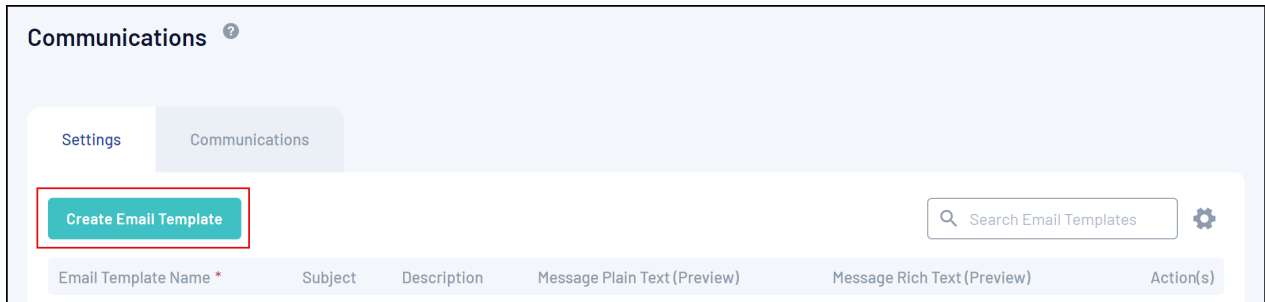 Communications ?
Settings Communications
Create Email Template Search Email Templates
Email Template Name * Subject Description Message Plain Text (Preview) Message Rich Text (Preview) Action(s)